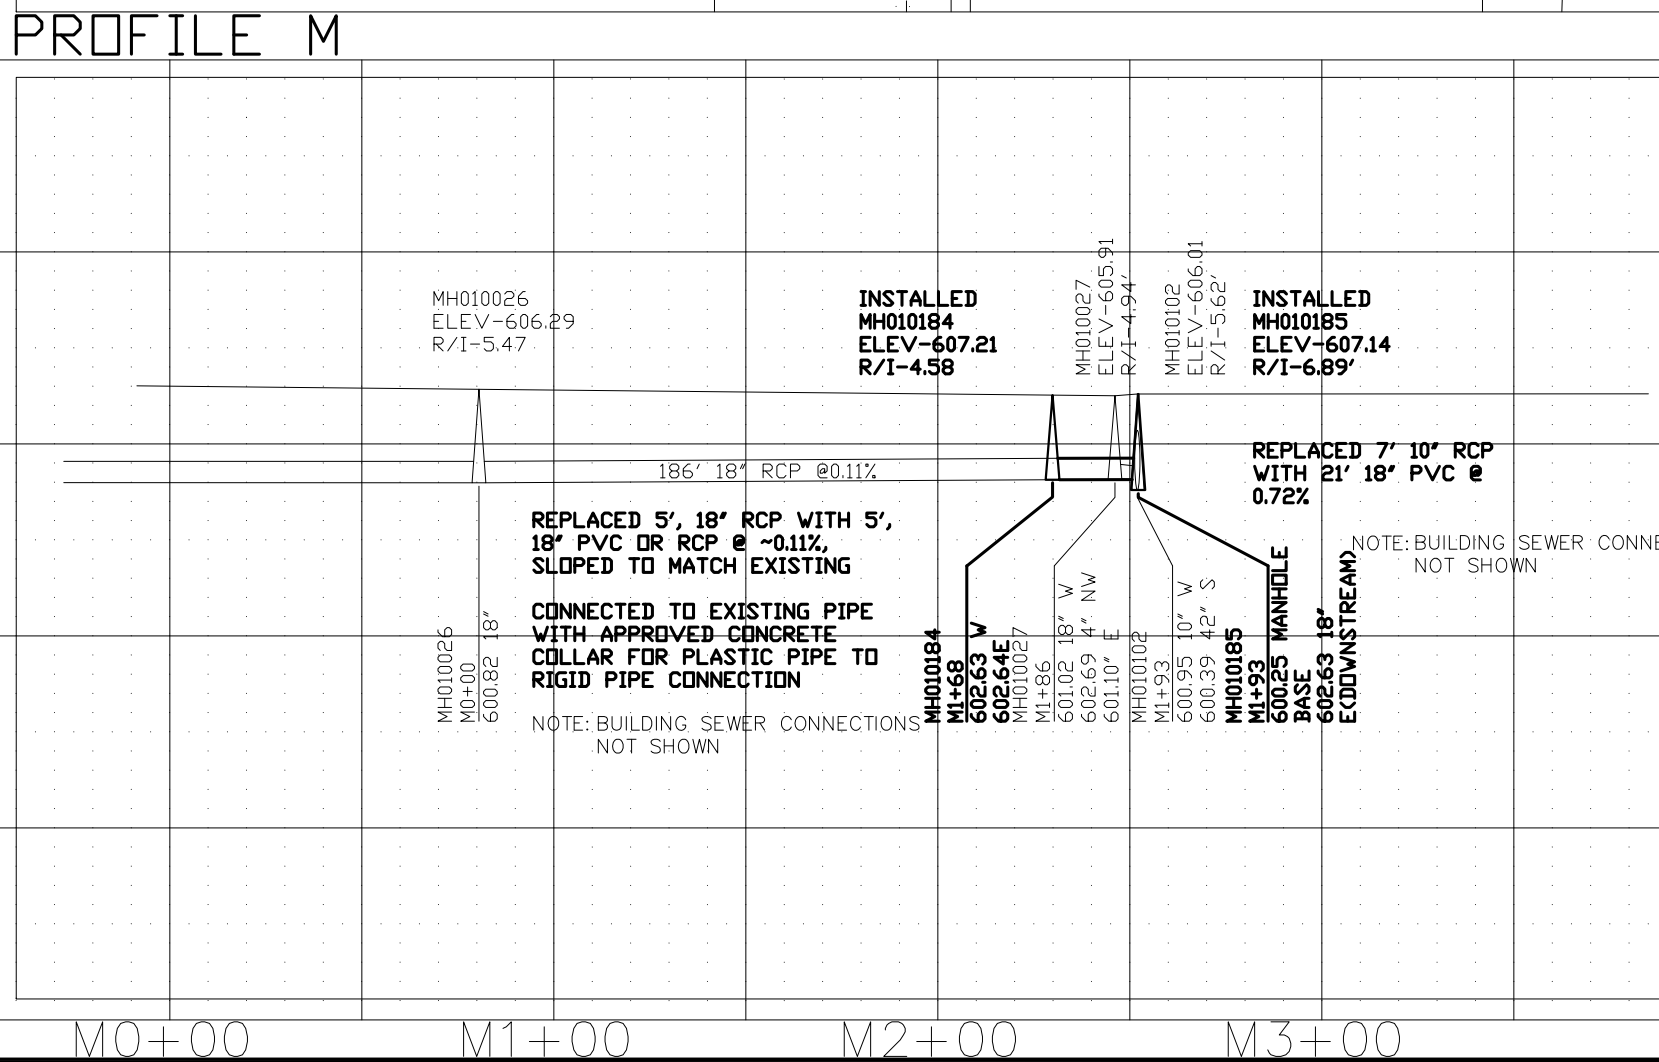 PROFILE M
MH010026
ELEV-606.29
R/I-5.47
INSTALLED
MH010184
ELEV-607.21
R/I-4.58
MH010027
ELEV-605.91
R/I-4.94'
MH010102
ELEV-606.01
R/I-5.62'
INSTALLED
MH010185
ELEV-607.14
R/I-6.89'
186' 18" RCP @0.11%
REPLACED 7' 10" RCP
WITH 21' 18" PVC @
0.72%
REPLACED 5', 18" RCP WITH 5',
18" PVC OR RCP @ ~0.11%,
SLOPED TO MATCH EXISTING
CONNECTED TO EXISTING PIPE
WITH APPROVED CONCRETE
COLLAR FOR PLASTIC PIPE TO
RIGID PIPE CONNECTION
NOTE: BUILDING SEWER CONNECTIONS
NOT SHOWN
NOTE: BUILDING SEWER CONNE
NOT SHOWN
MH010026
M0+00
600.82 18"
MH010184
M1+68
602.63 W
602.64E
MH010027
M1+86
601.02 18" W
602.69 4" NW
601.10" E
MH010102
M1+93
600.95 10" W
600.39 42" S
MH010185
M1+93
600.25 MANHOLE
BASE
602.63 18"
E(DOWNSTREAM)
M0+00
M1+00
M2+00
M3+00